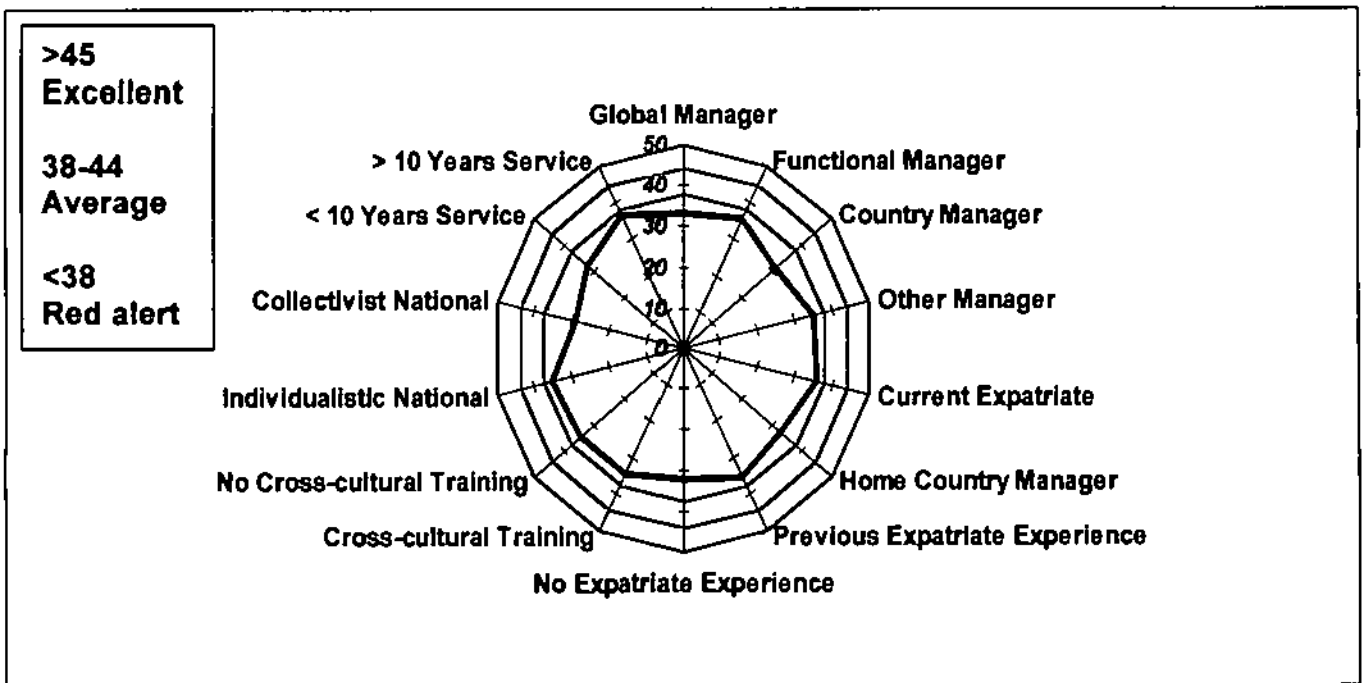 >45
Excellent
38-44
Average
<38
Red alert
Global Manager
Functional Manager
Country Manager
Other Manager
Current Expatriate
Home Country Manager
Previous Expatriate Experience
No Expatriate Experience
Cross-cultural Training
No Cross-cultural Training
Individualistic National
Collectivist National
< 10 Years Service
> 10 Years Service
50
40
30
20
10
0